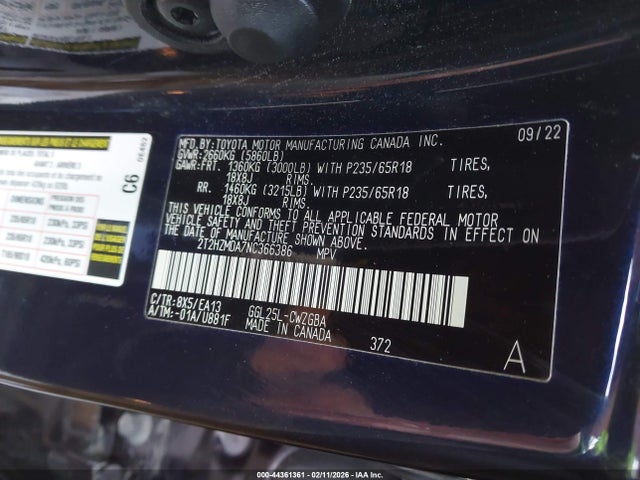 MFD. BY: TOYOTA MOTOR MANUFACTURING CANADA INC. 09/22
GVWR: 2660KG (5860LB)
GAWR: FRT. 1360KG (3000LB) WITH P235/65R18 TIRES,
18X8J RIMS.
RR. 1460KG (3215LB) WITH P235/65R18 TIRES,
18X8J RIMS.
THIS VEHICLE CONFORMS TO ALL APPLICABLE FEDERAL MOTOR
VEHICLE SAFETY AND THEFT PREVENTION STANDARDS IN EFFECT ON
THE DATE OF MANUFACTURE SHOWN ABOVE.
2T2HZMDA7NC366386 MPV
C/TR: 8X5/EA13 GGL25L-CWZGBA
A/TM: -01A/U881F MADE IN CANADA 372 A
C6
DIMENSIONS
000-44361361 - 02/11/2026 - © IAA Inc.